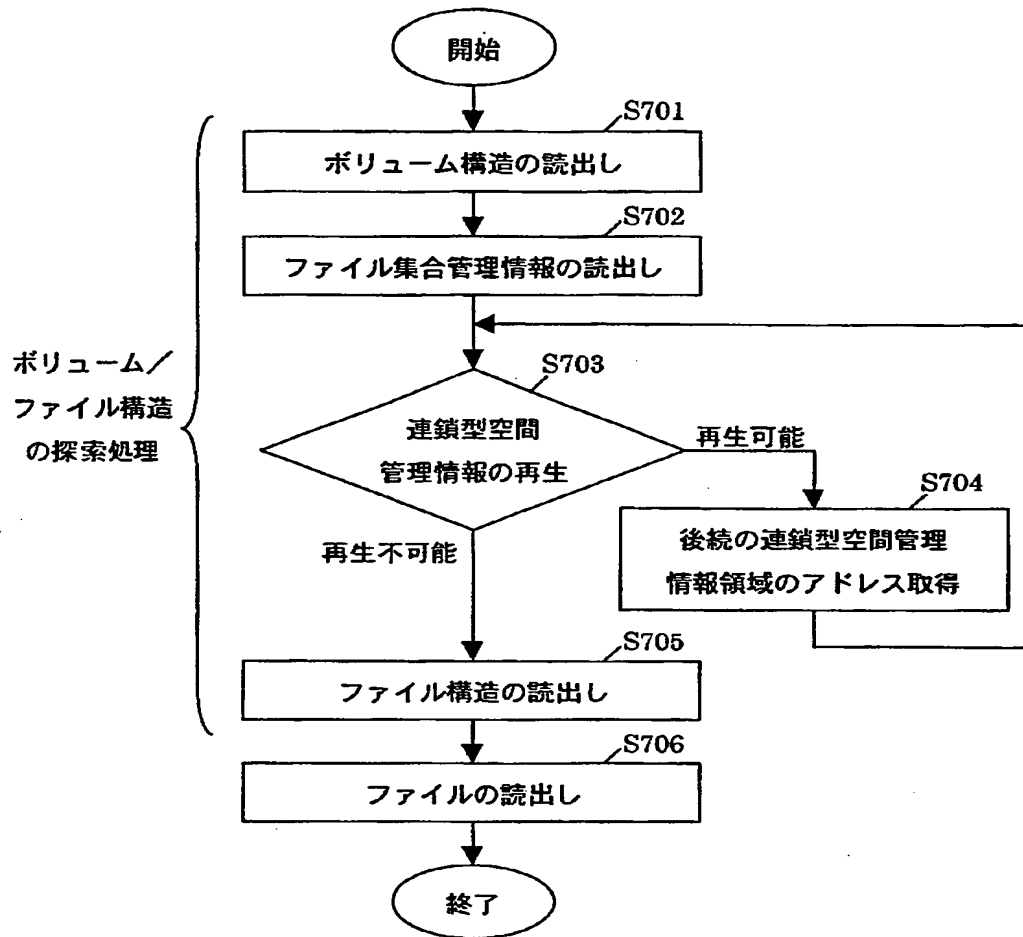 開始
S701
ボリューム構造の読出し
S702
ファイル集合管理情報の読出し
ボリューム／
ファイル構造
の探索処理
S703
連鎖型空間
管理情報の再生
再生可能
S704
後続の連鎖型空間管理
情報領域のアドレス取得
再生不可能
S705
ファイル構造の読出し
S706
ファイルの読出し
終了